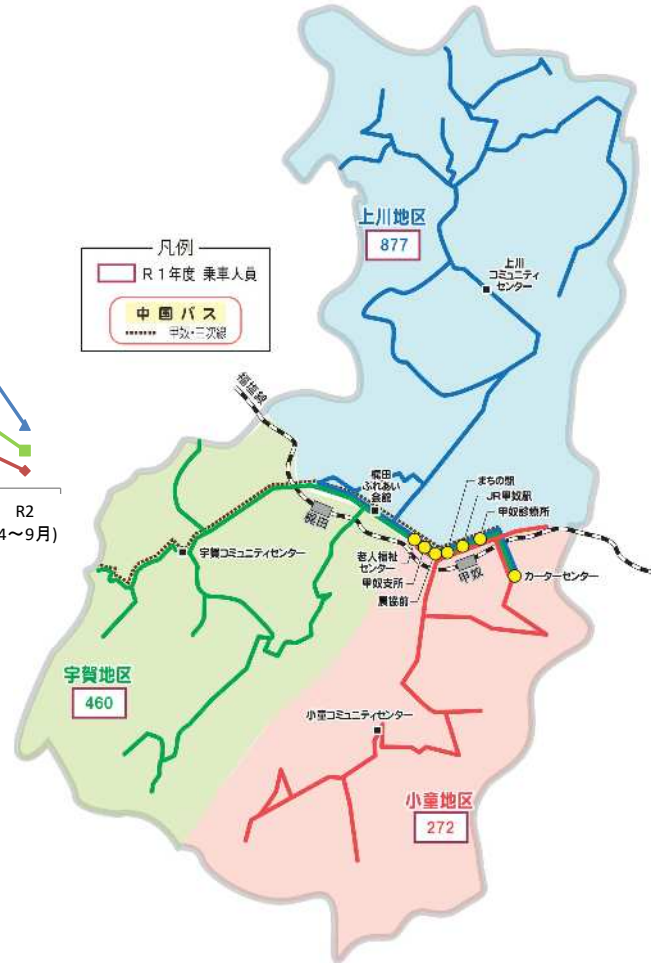 凡例
R1年度 乗車人員
中国バス
甲奴・三次線
上川地区
877
上川
コミュニティ
センター
福塩線
R2
4～9月)
梶田
ふれあい
会館
梶田
まちの駅
JR甲奴駅
甲奴診療所
宇賀コミュニティセンター
老人福祉
センター
甲奴支所
農協前
甲奴
カーターセンター
宇賀地区
460
小童コミュニティセンター
小童地区
272